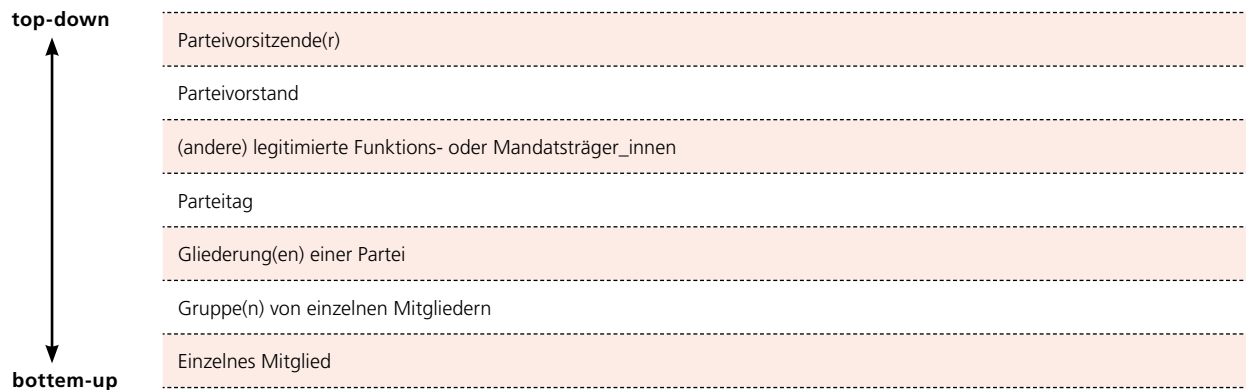 top-down
Parteivorsitzende(r)
Parteivorstand
(andere) legitimierte Funktions- oder Mandatsträger_innen
Parteitag
Gliederung(en) einer Partei
Gruppe(n) von einzelnen Mitgliedern
Einzelnes Mitglied
bottem-up